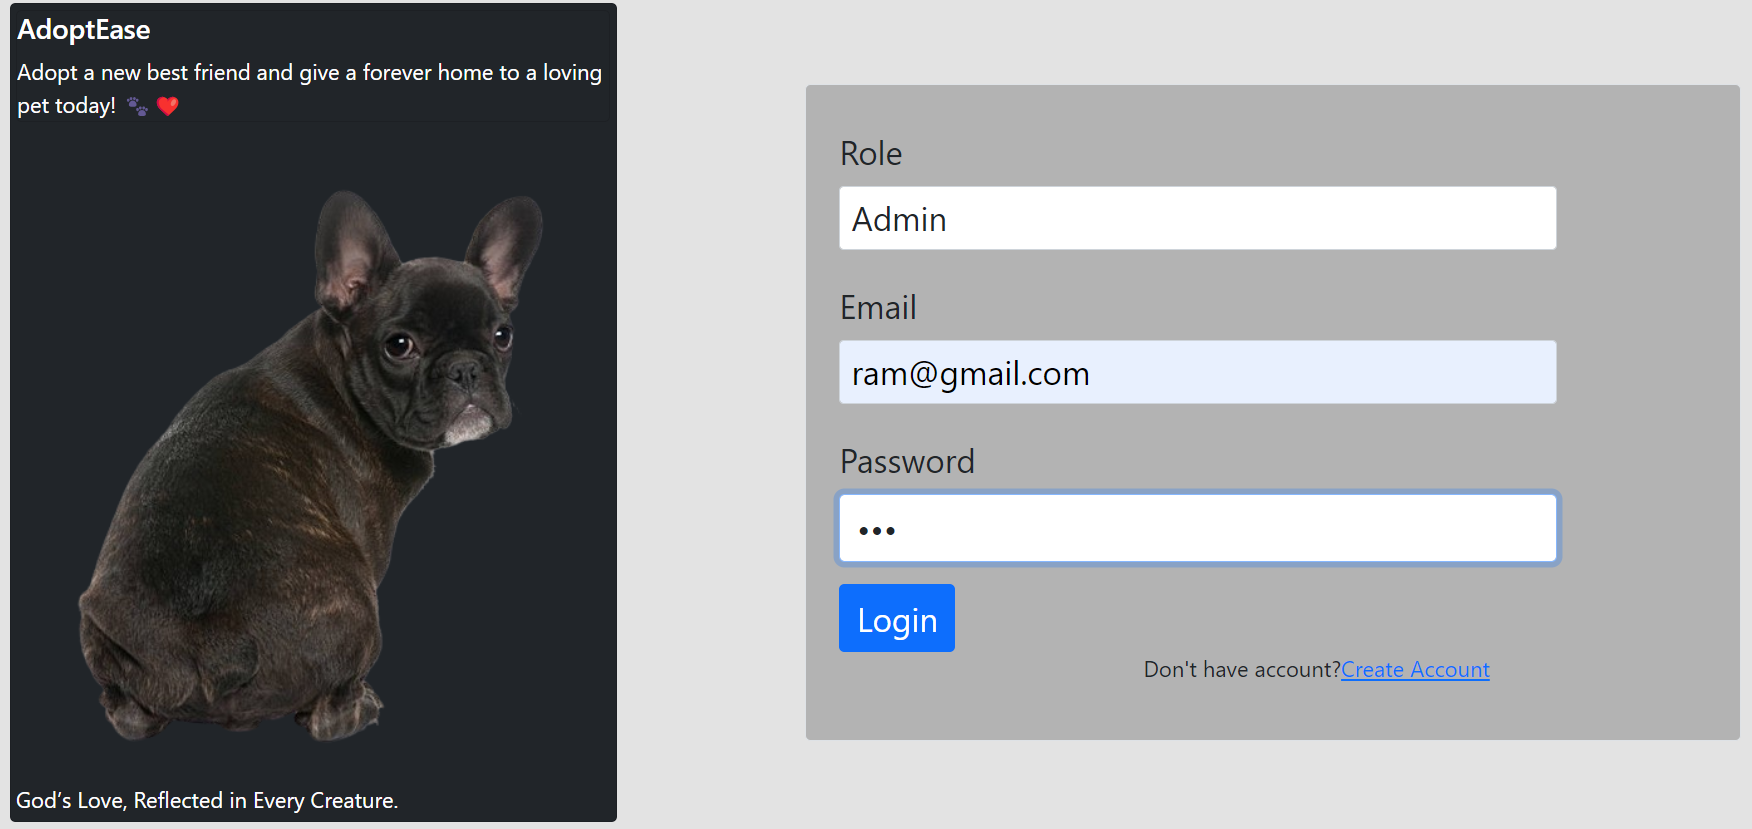 AdoptEase
Adopt a new best friend and give a forever home to a loving
pet today! 🐾 ❤️
God’s Love, Reflected in Every Creature.
Role
Admin
Email
ram@gmail.com
Password
•••
Login
Don't have account?Create Account